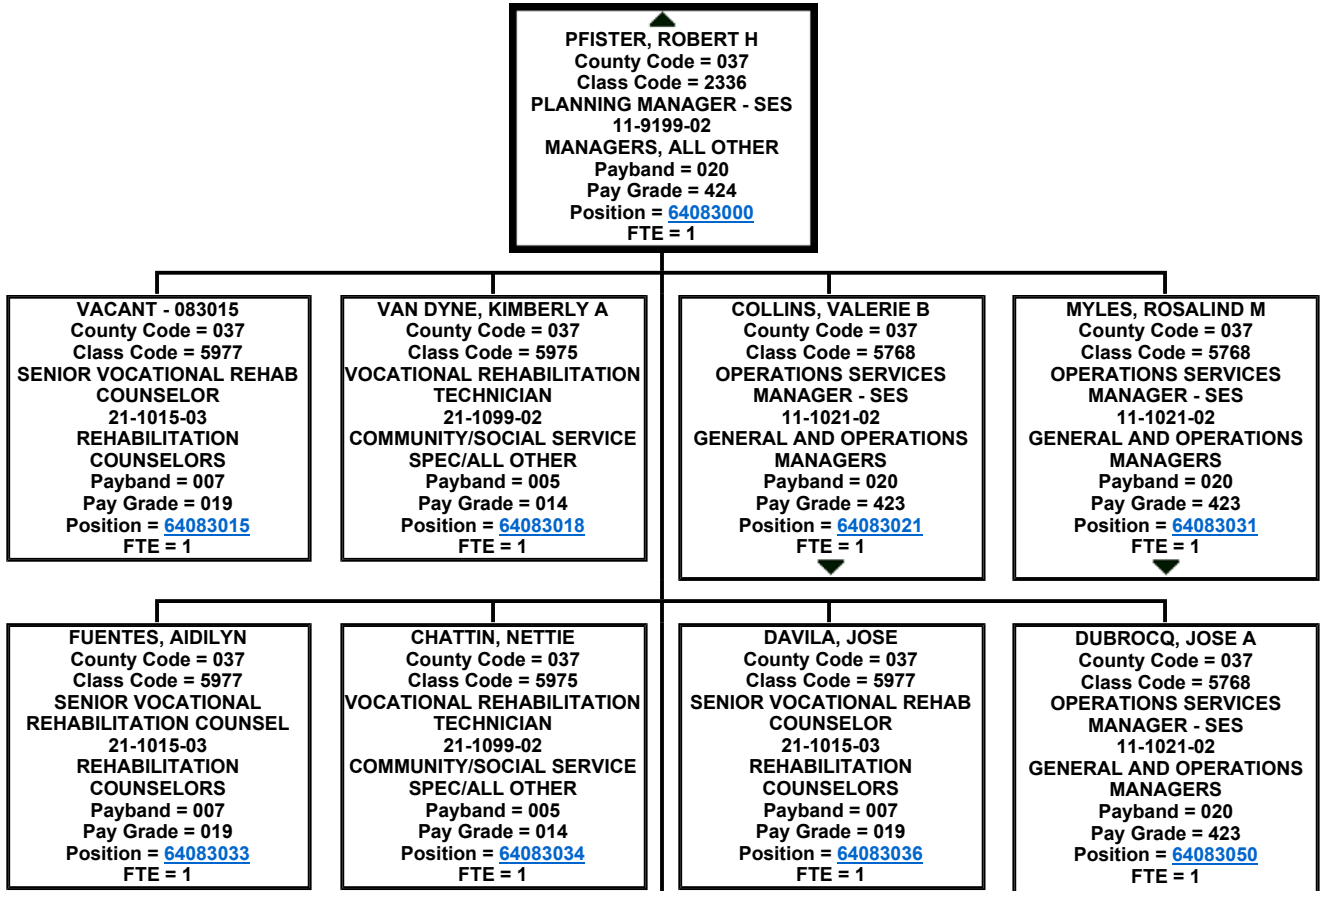 PFISTER, ROBERT H
County Code = 037
Class Code = 2336
PLANNING MANAGER - SES
11-9199-02
MANAGERS, ALL OTHER
Payband = 020
Pay Grade = 424
Position = 64083000
FTE = 1
VACANT - 083015
County Code = 037
Class Code = 5977
SENIOR VOCATIONAL REHAB
COUNSELOR
21-1015-03
REHABILITATION
COUNSELORS
Payband = 007
Pay Grade = 019
Position = 64083015
FTE = 1
VAN DYNE, KIMBERLY A
County Code = 037
Class Code = 5975
VOCATIONAL REHABILITATION
TECHNICIAN
21-1099-02
COMMUNITY/SOCIAL SERVICE
SPEC/ALL OTHER
Payband = 005
Pay Grade = 014
Position = 64083018
FTE = 1
COLLINS, VALERIE B
County Code = 037
Class Code = 5768
OPERATIONS SERVICES
MANAGER - SES
11-1021-02
GENERAL AND OPERATIONS
MANAGERS
Payband = 020
Pay Grade = 423
Position = 64083021
FTE = 1
MYLES, ROSALIND M
County Code = 037
Class Code = 5768
OPERATIONS SERVICES
MANAGER - SES
11-1021-02
GENERAL AND OPERATIONS
MANAGERS
Payband = 020
Pay Grade = 423
Position = 64083031
FTE = 1
FUENTES, AIDILYN
County Code = 037
Class Code = 5977
SENIOR VOCATIONAL
REHABILITATION COUNSEL
21-1015-03
REHABILITATION
COUNSELORS
Payband = 007
Pay Grade = 019
Position = 64083033
FTE = 1
CHATTIN, NETTIE
County Code = 037
Class Code = 5975
VOCATIONAL REHABILITATION
TECHNICIAN
21-1099-02
COMMUNITY/SOCIAL SERVICE
SPEC/ALL OTHER
Payband = 005
Pay Grade = 014
Position = 64083034
FTE = 1
DAVILA, JOSE
County Code = 037
Class Code = 5977
SENIOR VOCATIONAL REHAB
COUNSELOR
21-1015-03
REHABILITATION
COUNSELORS
Payband = 007
Pay Grade = 019
Position = 64083036
FTE = 1
DUBROCQ, JOSE A
County Code = 037
Class Code = 5768
OPERATIONS SERVICES
MANAGER - SES
11-1021-02
GENERAL AND OPERATIONS
MANAGERS
Payband = 020
Pay Grade = 423
Position = 64083050
FTE = 1